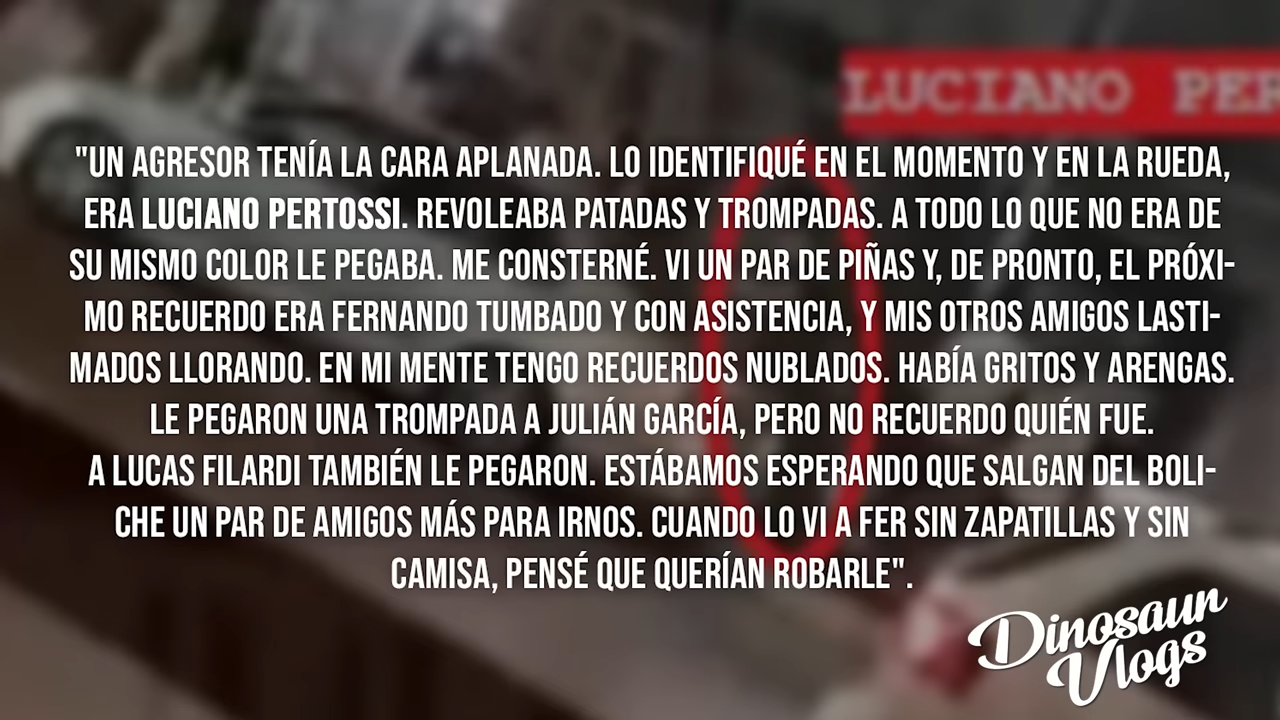 LUCIANO PER
"UN AGRESOR TENÍA LA CARA APLANADA. LO IDENTIFIQUÉ EN EL MOMENTO Y EN LA RUEDA,
ERA LUCIANO PERTOSSI. REVOLEABA PATADAS Y TROMPADAS. A TODO LO QUE NO ERA DE
SU MISMO COLOR LE PEGABA. ME CONSTERNÉ. VI UN PAR DE PIÑAS Y, DE PRONTO, EL PRÓXI-
MO RECUERDO ERA FERNANDO TUMBADO Y CON ASISTENCIA, Y MIS OTROS AMIGOS LASTI-
MADOS LLORANDO. EN MI MENTE TENGO RECUERDOS NUBLADOS. HABÍA GRITOS Y ARENGAS.
LE PEGARON UNA TROMPADA A JULIÁN GARCÍA, PERO NO RECUERDO QUIÉN FUE.
A LUCAS FILARDI TAMBIÉN LE PEGARON. ESTÁBAMOS ESPERANDO QUE SALGAN DEL BOLI-
CHE UN PAR DE AMIGOS MÁS PARA IRNOS. CUANDO LO VI A FER SIN ZAPATILLAS Y SIN
CAMISA, PENSÉ QUE QUERÍAN ROBARLE".
Dinosaun
Vlogs